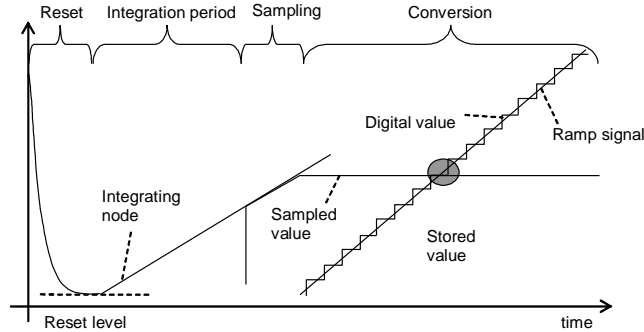 Reset
Integration period
Sampling
Conversion
Digital value
Ramp signal
Integrating
node
Sampled
value
Stored
value
Reset level
time